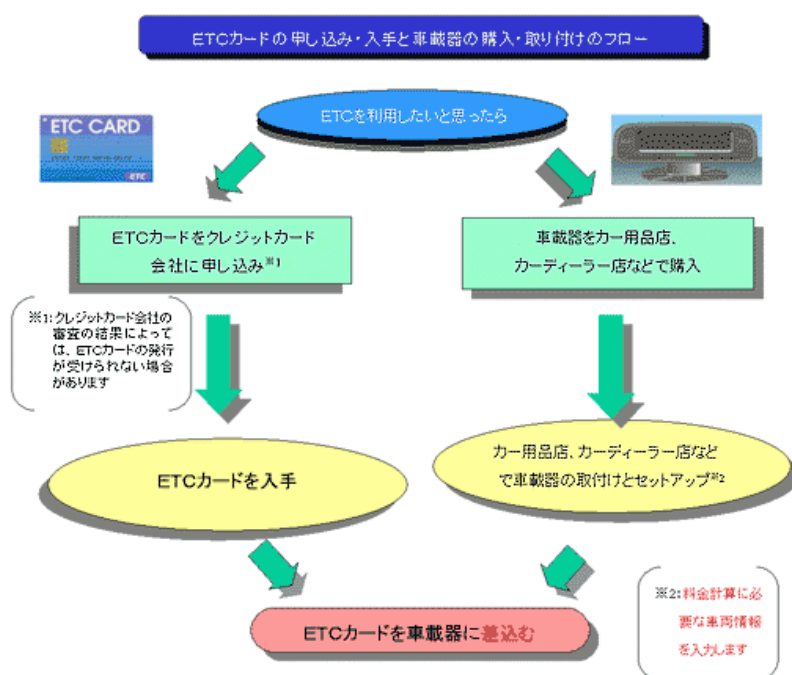 ETCカードの申し込み・入手と車載器の購入・取り付けのフロー
ETCを利用したいと思ったら
ETC CARD
ETC
ETCカードをクレジットカード
会社に申し込み※1
車載器をカー用品店、
カーディーラー店などで購入
※1:クレジットカード会社の
審査の結果によって
は、ETCカードの発行
が受けられない場合
があります
ETCカードを入手
カー用品店、カーディーラー店など
で車載器の取付けとセットアップ※2
ETCカードを車載器に差込む
※2:料金計算に必
要な車両情報
を入力します